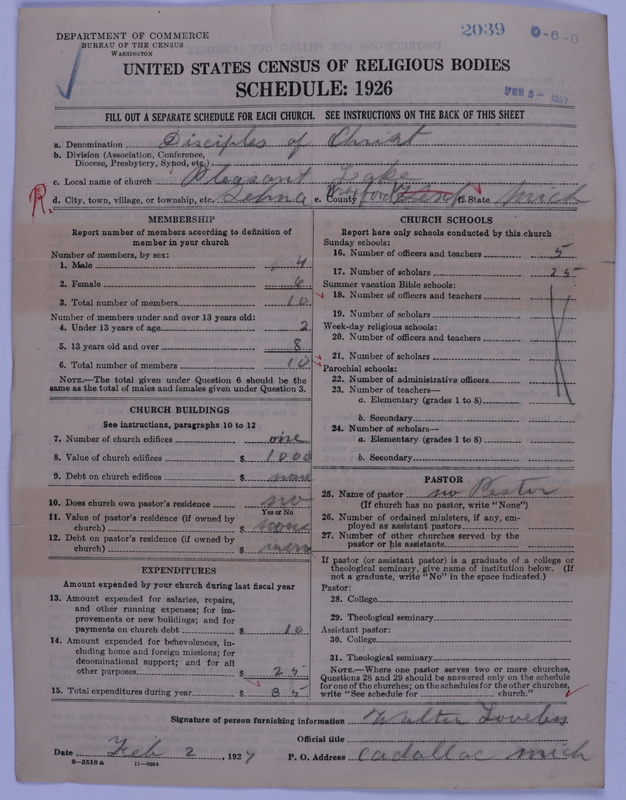 2039 0-6-0
DEPARTMENT OF COMMERCE
BUREAU OF THE CENSUS
WASHINGTON
UNITED STATES CENSUS OF RELIGIOUS BODIES
SCHEDULE: 1926
FEB 5- 1927
FILL OUT A SEPARATE SCHEDULE FOR EACH CHURCH. SEE INSTRUCTIONS ON THE BACK OF THIS SHEET
a. Denomination Disciples of Christ
b. Division (Association, Conference,
Diocese, Presbytery, Synod, etc.)
c. Local name of church Pleasant Lake
R. d. City, town, village, or township, etc. Selma e. County Wexford f. State Mich
MEMBERSHIP
Report number of members according to definition of
member in your church
Number of members, by sex:
1. Male 4
2. Female 6
3. Total number of members 10
Number of members under and over 13 years old:
4. Under 13 years of age 2
5. 13 years old and over 8
6. Total number of members 10
NOTE.—The total given under Question 6 should be the
same as the total of males and females given under Question 3.
CHURCH BUILDINGS
See instructions, paragraphs 10 to 12
7. Number of church edifices one
8. Value of church edifices $ 1000
9. Debt on church edifices $ none
10. Does church own pastor's residence no
Yes or No
11. Value of pastor's residence (if owned by
church) $ none
12. Debt on pastor's residence (if owned by
church) $ none
EXPENDITURES
Amount expended by your church during last fiscal year
13. Amount expended for salaries, repairs,
and other running expenses; for im-
provements or new buildings; and for
payments on church debt $ 10
14. Amount expended for benevolences, in-
cluding home and foreign missions; for
denominational support; and for all
other purposes $ 25
15. Total expenditures during year $ 35
CHURCH SCHOOLS
Report here only schools conducted by this church
Sunday schools:
16. Number of officers and teachers 5
17. Number of scholars 25
Summer vacation Bible schools:
18. Number of officers and teachers
19. Number of scholars
Week-day religious schools:
20. Number of officers and teachers
21. Number of scholars
Parochial schools:
22. Number of administrative officers
23. Number of teachers—
a. Elementary (grades 1 to 8)
b. Secondary
24. Number of scholars—
a. Elementary (grades 1 to 8)
b. Secondary
PASTOR
25. Name of pastor no Pastor
(If church has no pastor, write "None")
26. Number of ordained ministers, if any, em-
ployed as assistant pastors
27. Number of other churches served by the
pastor or his assistants
If pastor (or assistant pastor) is a graduate of a college or
theological seminary, give name of institution below. (If
not a graduate, write "No" in the space indicated.)
Pastor:
28. College
29. Theological seminary
Assistant pastor:
30. College
31. Theological seminary
NOTE.—Where one pastor serves two or more churches,
Questions 28 and 29 should be answered only on the schedule
for one of the churches; on the schedules for the other churches,
write "See schedule for church."
Signature of person furnishing information Walter Loveless
Official title
Date Feb 2, 1927 P. O. Address Cadallac Mich
8-5518a 11-9064